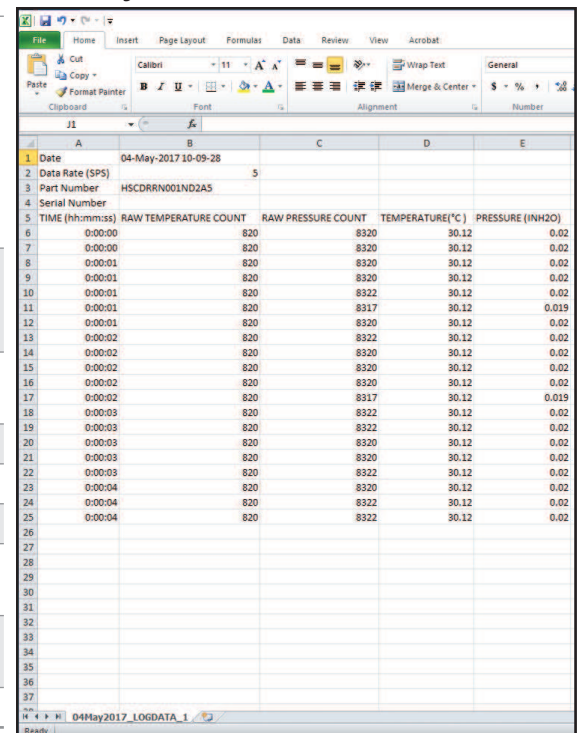 File Home Insert Page Layout Formulas Data Review View Acrobat
Cut
Copy
Format Painter
Paste
Clipboard
Calibri 11 A A
B I U A
Font
Wrap Text
Merge & Center
Alignment
General
$ % ,
Number
J1 fx
A B C D E
1 Date 04-May-2017 10-09-28
2 Data Rate (SPS) 5
3 Part Number HSCDRRN001ND2A5
4 Serial Number
5 TIME (hh:mm:ss) RAW TEMPERATURE COUNT RAW PRESSURE COUNT TEMPERATURE(°C ) PRESSURE (INH2O)
6 0:00:00 820 8320 30.12 0.02
7 0:00:00 820 8320 30.12 0.02
8 0:00:01 820 8320 30.12 0.02
9 0:00:01 820 8320 30.12 0.02
10 0:00:01 820 8322 30.12 0.02
11 0:00:01 820 8317 30.12 0.019
12 0:00:01 820 8320 30.12 0.02
13 0:00:02 820 8322 30.12 0.02
14 0:00:02 820 8320 30.12 0.02
15 0:00:02 820 8320 30.12 0.02
16 0:00:02 820 8320 30.12 0.02
17 0:00:02 820 8317 30.12 0.019
18 0:00:03 820 8322 30.12 0.02
19 0:00:03 820 8322 30.12 0.02
20 0:00:03 820 8320 30.12 0.02
21 0:00:03 820 8320 30.12 0.02
22 0:00:03 820 8322 30.12 0.02
23 0:00:04 820 8320 30.12 0.02
24 0:00:04 820 8322 30.12 0.02
25 0:00:04 820 8322 30.12 0.02
26
27
28
29
30
31
32
33
34
35
36
37
04May2017_LOGDATA_1
Ready